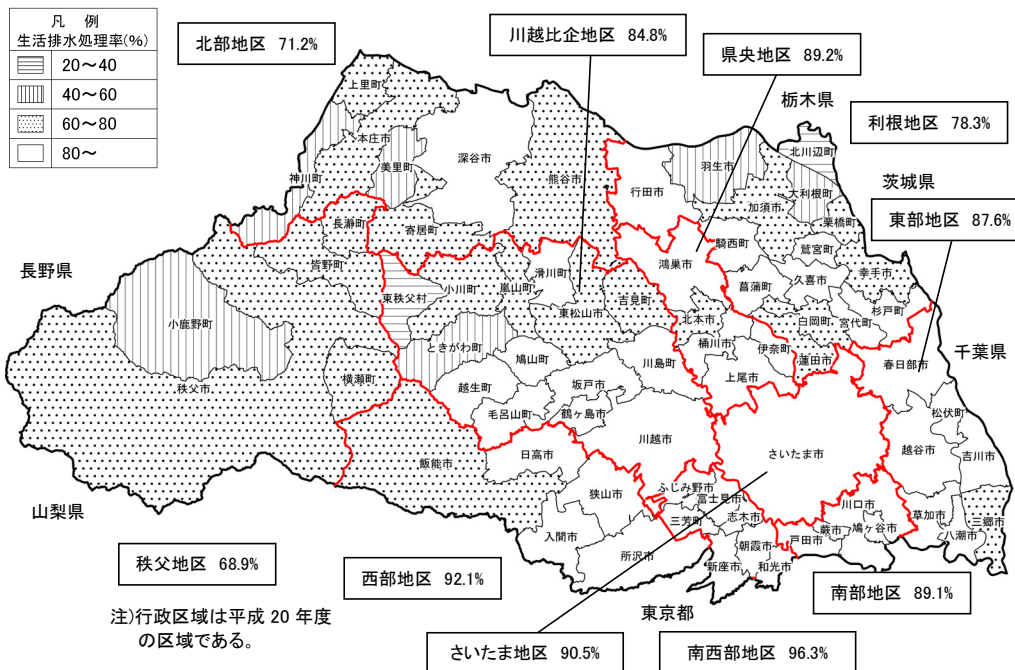 凡 例
生活排水処理率(%)
20～40
40～60
60～80
80～
北部地区 71.2%
川越比企地区 84.8%
県央地区 89.2%
利根地区 78.3%
東部地区 87.6%
栃木県
茨城県
千葉県
長野県
山梨県
東京都
上里町
本庄市
神川町
美里町
深谷市
熊谷市
寄居町
長瀞町
皆野町
小鹿野町
秩父市
横瀬町
東秩父村
小川町
嵐山町
滑川町
東松山市
吉見町
ときがわ町
鳩山町
越生町
毛呂山町
坂戸市
鶴ヶ島市
川島町
川越市
行田市
羽生市
加須市
北川辺町
大利根町
栗橋町
騎西町
鷲宮町
久喜市
菖蒲町
幸手市
杉戸町
白岡町
宮代町
蓮田市
鴻巣市
北本市
桶川市
伊奈町
上尾市
春日部市
松伏町
越谷市
吉川市
草加市
八潮市
三郷市
さいたま市
川口市
鳩ヶ谷市
蕨市
戸田市
ふじみ野市
富士見市
三芳町
志木市
朝霞市
新座市
和光市
飯能市
日高市
狭山市
入間市
所沢市
秩父地区 68.9%
西部地区 92.1%
南部地区 89.1%
さいたま地区 90.5%
南西部地区 96.3%
注)行政区域は平成 20 年度
の区域である。